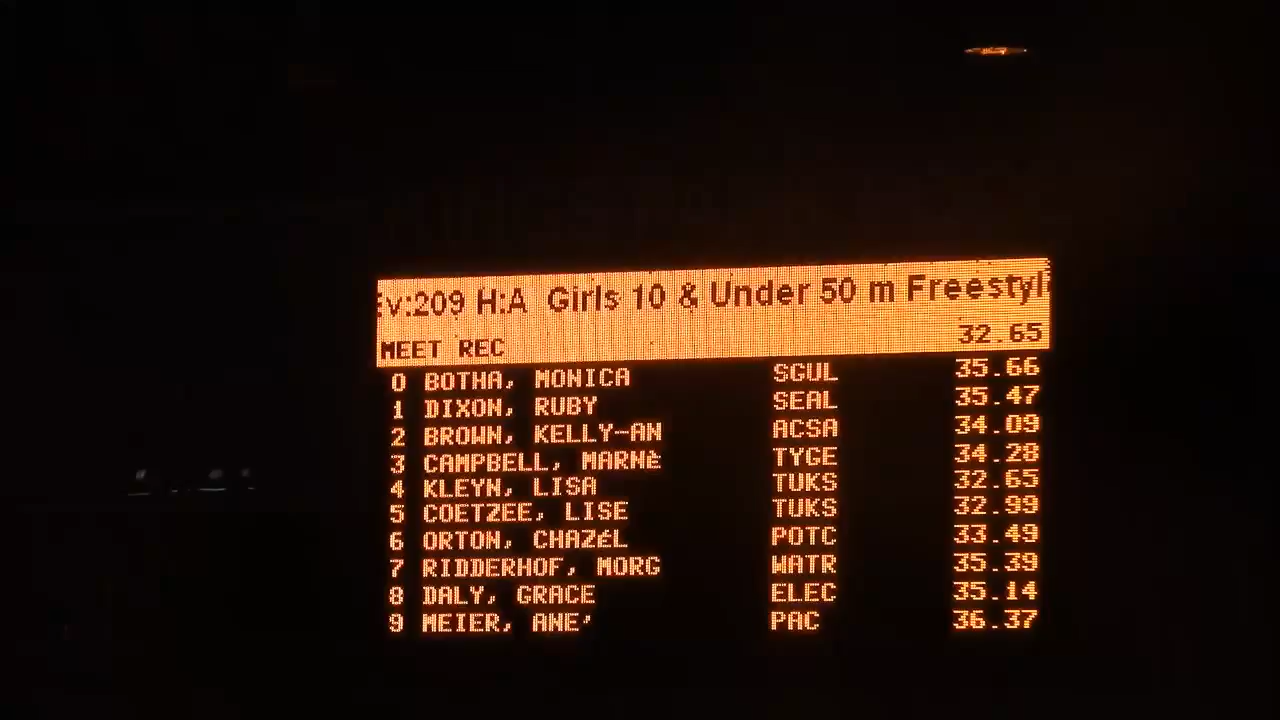 Ev:209 H:A Girls 10 & Under 50 m Freestyl
MEET REC 32.65
0 BOTHA, MONICA SGUL 35.66
1 DIXON, RUBY SEAL 35.47
2 BROWN, KELLY-AN ACSA 34.09
3 CAMPBELL, MARNÈ TYGE 34.28
4 KLEYN, LISA TUKS 32.65
5 COETZEE, LISE TUKS 32.99
6 ORTON, CHAZÉL POTC 33.49
7 RIDDERHOF, MORG WATR 35.39
8 DALY, GRACE ELEC 35.14
9 MEIER, ANE' PAC 36.37